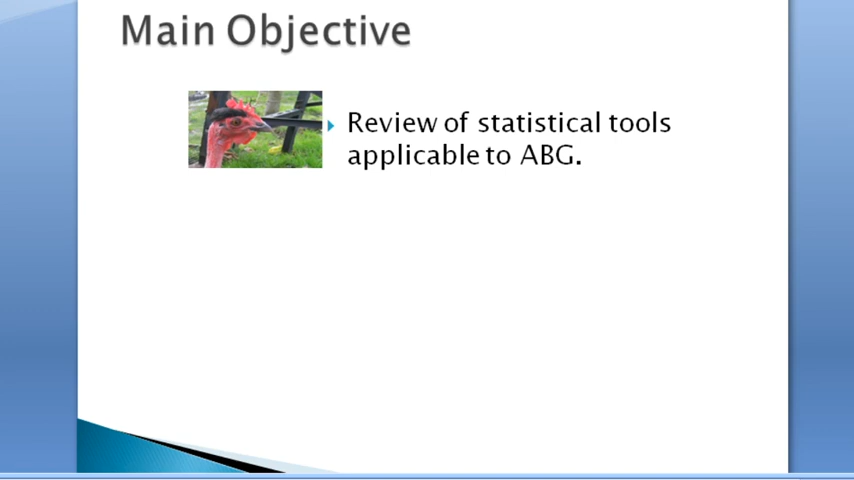 Main Objective
Review of statistical tools
applicable to ABG.